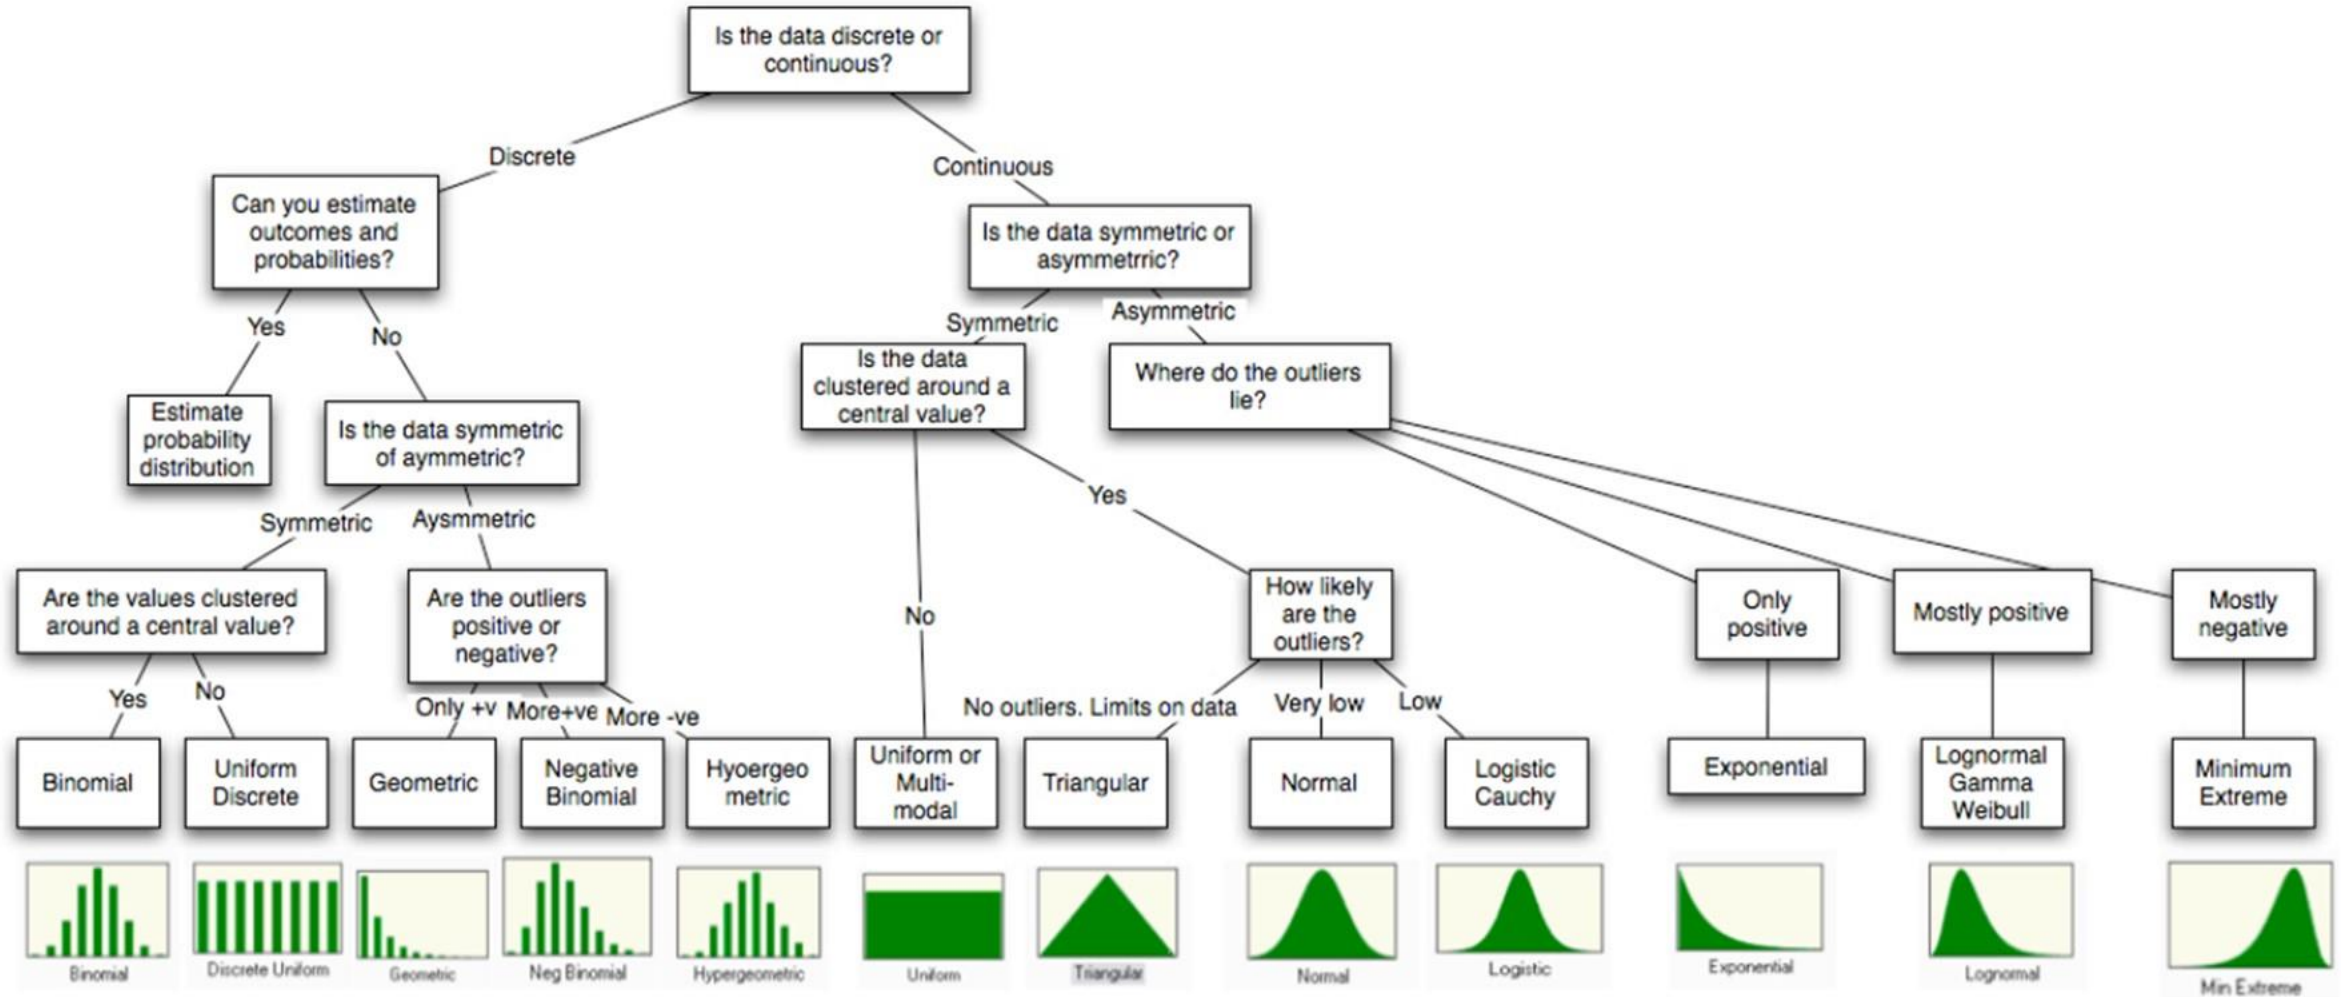 Is the data discrete or
continuous?
Discrete
Continuous
Can you estimate
outcomes and
probabilities?
Is the data symmetric or
asymmetrric?
Yes
No
Symmetric
Asymmetric
Estimate
probability
distribution
Is the data symmetric
of aymmetric?
Is the data
clustered around a
central value?
Where do the outliers
lie?
Symmetric
Aysmmetric
Yes
No
Are the values clustered
around a central value?
Are the outliers
positive or
negative?
How likely
are the
outliers?
Only
positive
Mostly positive
Mostly
negative
Yes
No
Only +v
More+ve
More -ve
No outliers. Limits on data
Very low
Low
Binomial
Uniform
Discrete
Geometric
Negative
Binomial
Hyoergeo
metric
Uniform or
Multi-
modal
Triangular
Normal
Logistic
Cauchy
Exponential
Lognormal
Gamma
Weibull
Minimum
Extreme
Binomial
Discrete Uniform
Geometric
Neg Binomial
Hypergeometric
Uniform
Triangular
Normal
Logistic
Exponential
Lognormal
Min Extreme